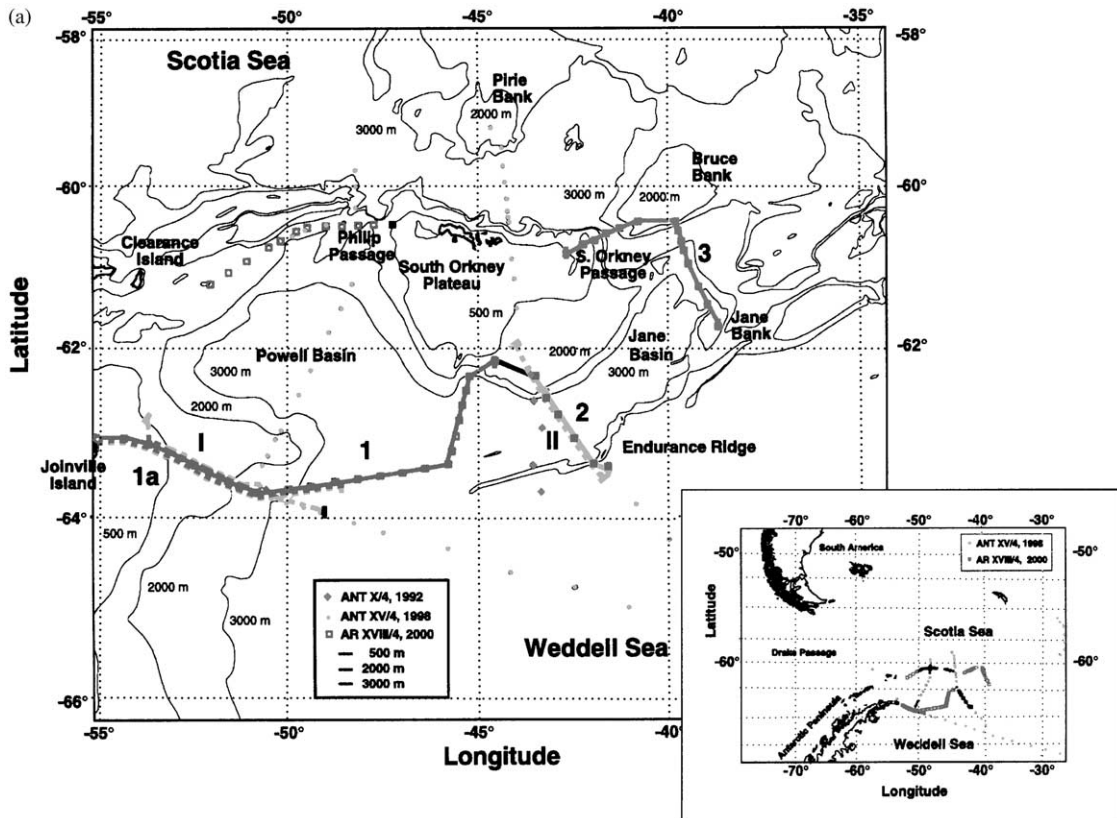 (a)
-55°
-50°
-45°
-40°
-35°
-58°
-58°
Scotia Sea
Pirie
Bank
2000 m
3000 m
Bruce
Bank
3000 m
2000 m
-60°
-60°
Clearance
Island
Philip
Passage
South Orkney
Plateau
S. Orkney
Passage
3
500 m
Jane
Bank
Latitude
-62°
-62°
Powell Basin
2000 m
Jane
Basin
3000 m
3000 m
2000 m
2
II
I
1
Endurance Ridge
Joinville
Island
1a
-64°
I
500 m
2000 m
3000 m
ANT X/4, 1992
ANT XV/4, 1998
AR XVIII/4, 2000
500 m
2000 m
3000 m
Weddell Sea
-66°
-55°
-50°
-45°
-40°
Longitude
-70°
-60°
-50°
-40°
-30°
-50°
-50°
South America
ANT XV/4, 1998
AR XVIII/4, 2000
Latitude
Scotia Sea
Drake Passage
-60°
-60°
Antarctic Peninsula
Weddell Sea
-70°
-60°
-50°
-40°
-30°
Longitude